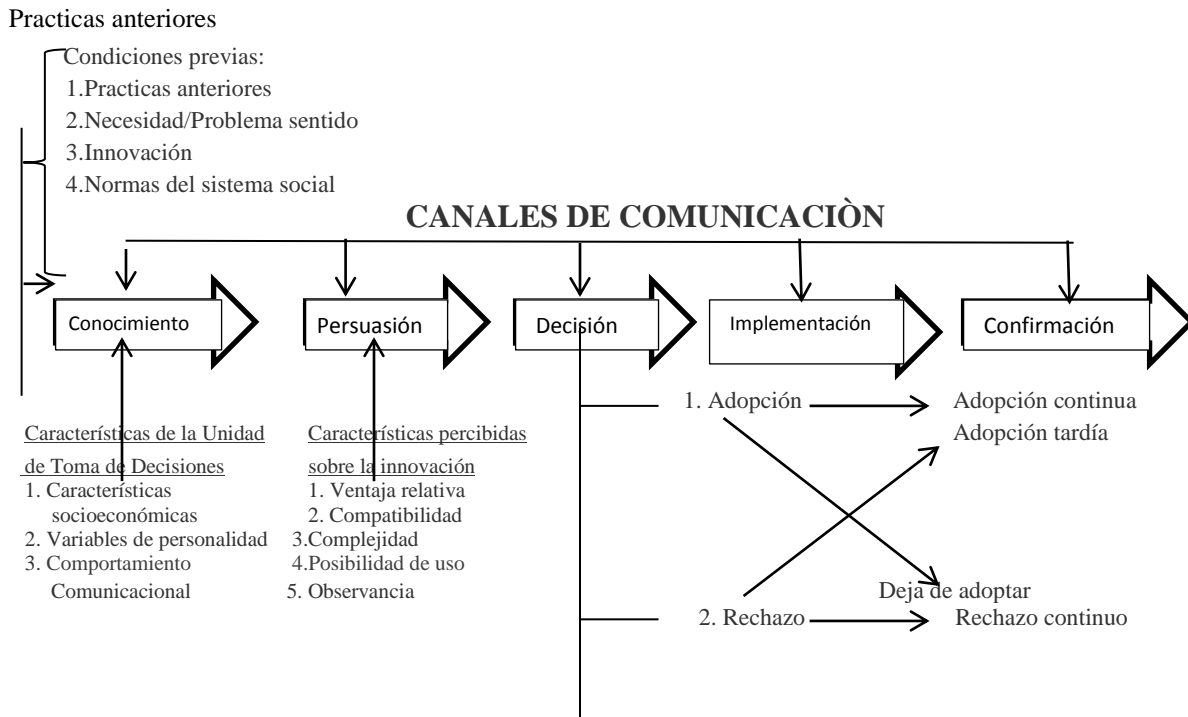 Practicas anteriores
Condiciones previas:
1.Practicas anteriores
2.Necesidad/Problema sentido
3.Innovación
4.Normas del sistema social
CANALES DE COMUNICACIÒN
Conocimiento
Persuasión
Decisión
Implementación
Confirmación
Características de la Unidad
de Toma de Decisiones
1. Características
socioeconómicas
2. Variables de personalidad
3. Comportamiento
Comunicacional
Características percibidas
sobre la innovación
1. Ventaja relativa
2. Compatibilidad
3.Complejidad
4.Posibilidad de uso
5. Observancia
1. Adopción
Adopción continua
Adopción tardía
Deja de adoptar
2. Rechazo
Rechazo continuo